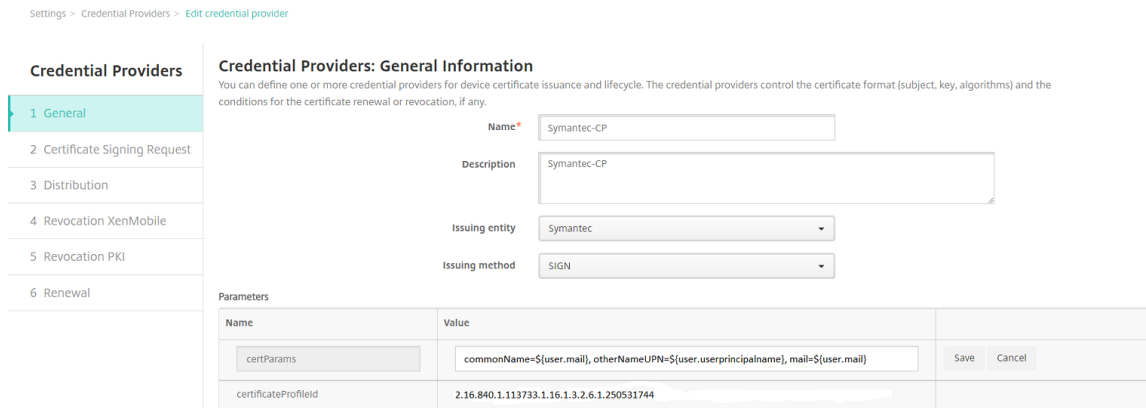 Settings > Credential Providers > Edit credential provider
Credential Providers
1 General
2 Certificate Signing Request
3 Distribution
4 Revocation XenMobile
5 Revocation PKI
6 Renewal
Credential Providers: General Information
You can define one or more credential providers for device certificate issuance and lifecycle. The credential providers control the certificate format (subject, key, algorithms) and the
conditions for the certificate renewal or revocation, if any.
Name* Symantec-CP
Description Symantec-CP
Issuing entity Symantec
Issuing method SIGN
Parameters
Name Value
certParams commonName=${user.mail}, otherNameUPN=${user.userprincipalname}, mail=${user.mail} Save Cancel
certificateProfileId 2.16.840.1.113733.1.16.1.3.2.6.1.250531744